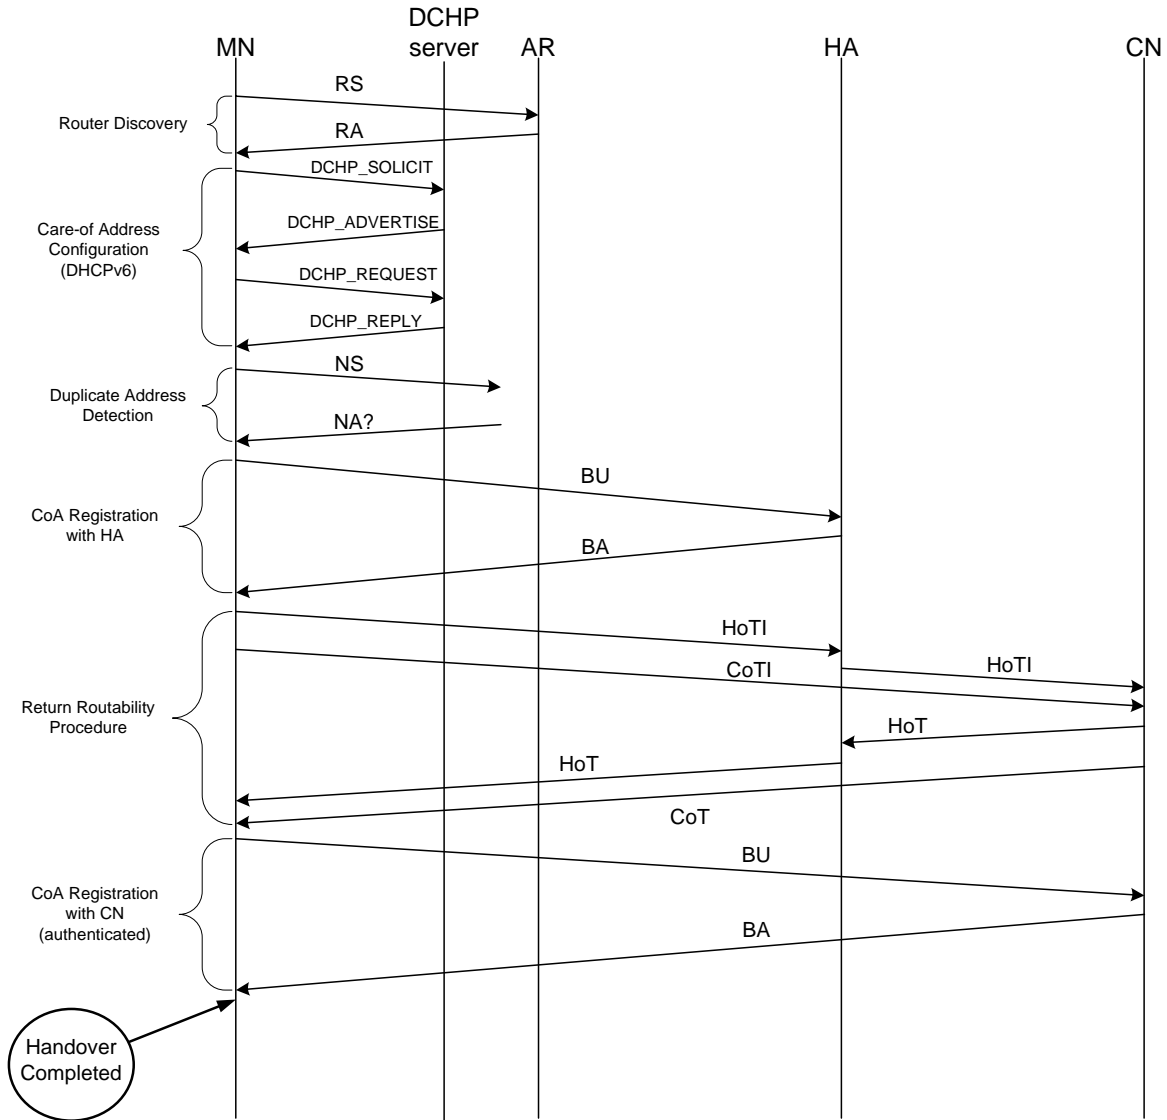 DCHP
MN server AR HA CN
RS
Router Discovery
RA
DCHP_SOLICIT
DCHP_ADVERTISE
Care-of Address
Configuration
(DHCPv6)
DCHP_REQUEST
DCHP_REPLY
NS
Duplicate Address
Detection
NA?
BU
CoA Registration
with HA
BA
HoTI
HoTI
CoTI
Return Routability
Procedure
HoT
HoT
CoT
BU
CoA Registration
with CN
(authenticated)
BA
Handover
Completed